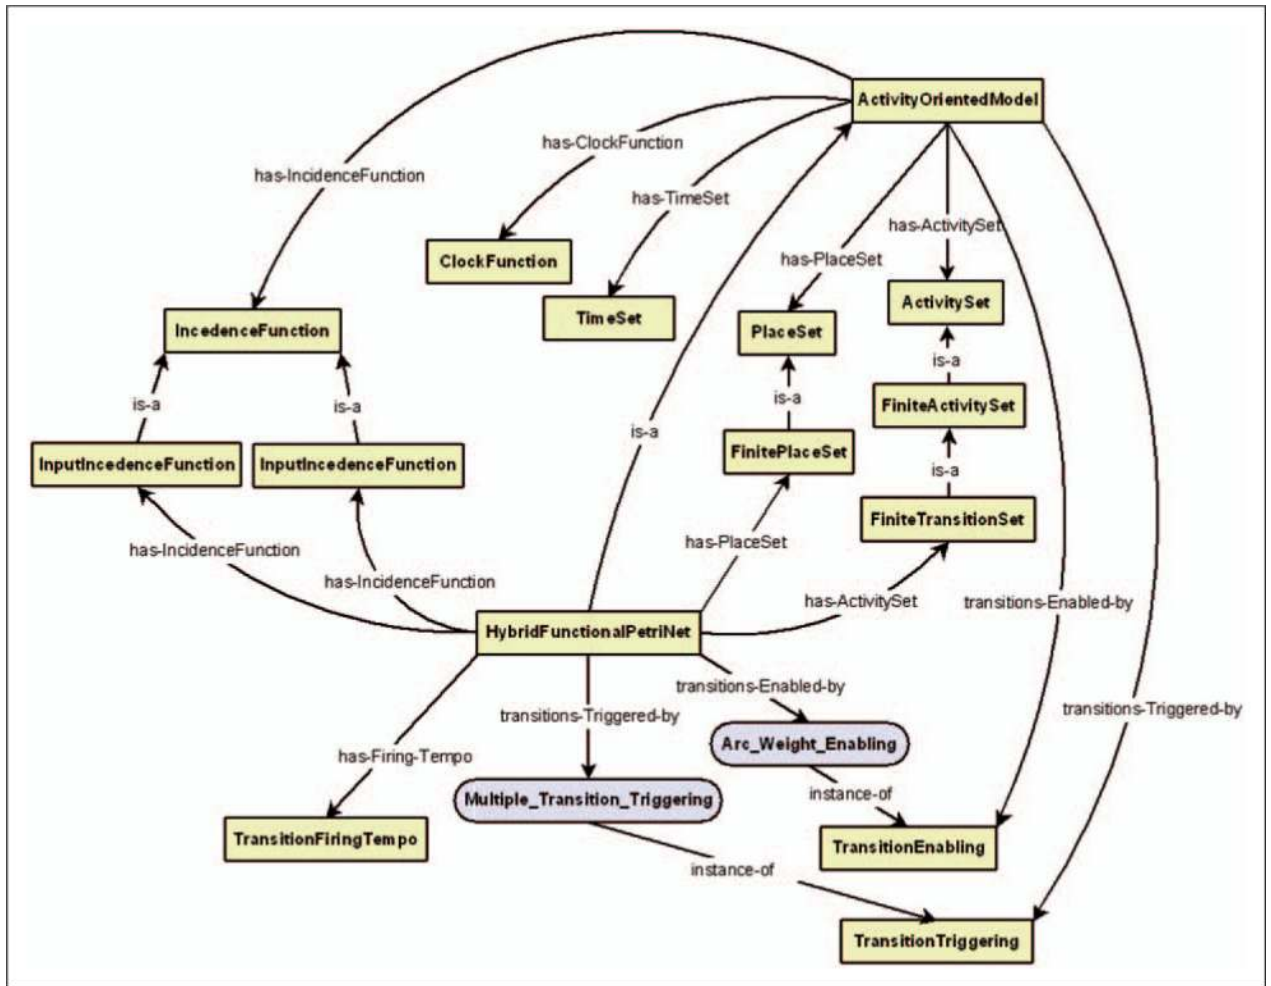 ActivityOrientedModel
has-ClockFunction
has-IncidenceFunction
has-TimeSet
has-ActivitySet
has-PlaceSet
ClockFunction
ActivitySet
TimeSet
IncedenceFunction
PlaceSet
is-a
is-a
is-a
is-a
FiniteActivitySet
is-a
FinitePlaceSet
InputIncedenceFunction
InputIncedenceFunction
is-a
FiniteTransitionSet
has-PlaceSet
has-IncidenceFunction
has-IncidenceFunction
has-ActivitySet
transitions-Enabled-by
HybridFunctionalPetriNet
transitions-Enabled-by
transitions-Triggered-by
transitions-Triggered-by
Arc_Weight_Enabling
has-Firing-Tempo
instance-of
Multiple_Transition_Triggering
TransitionFiringTempo
TransitionEnabling
instance-of
TransitionTriggering